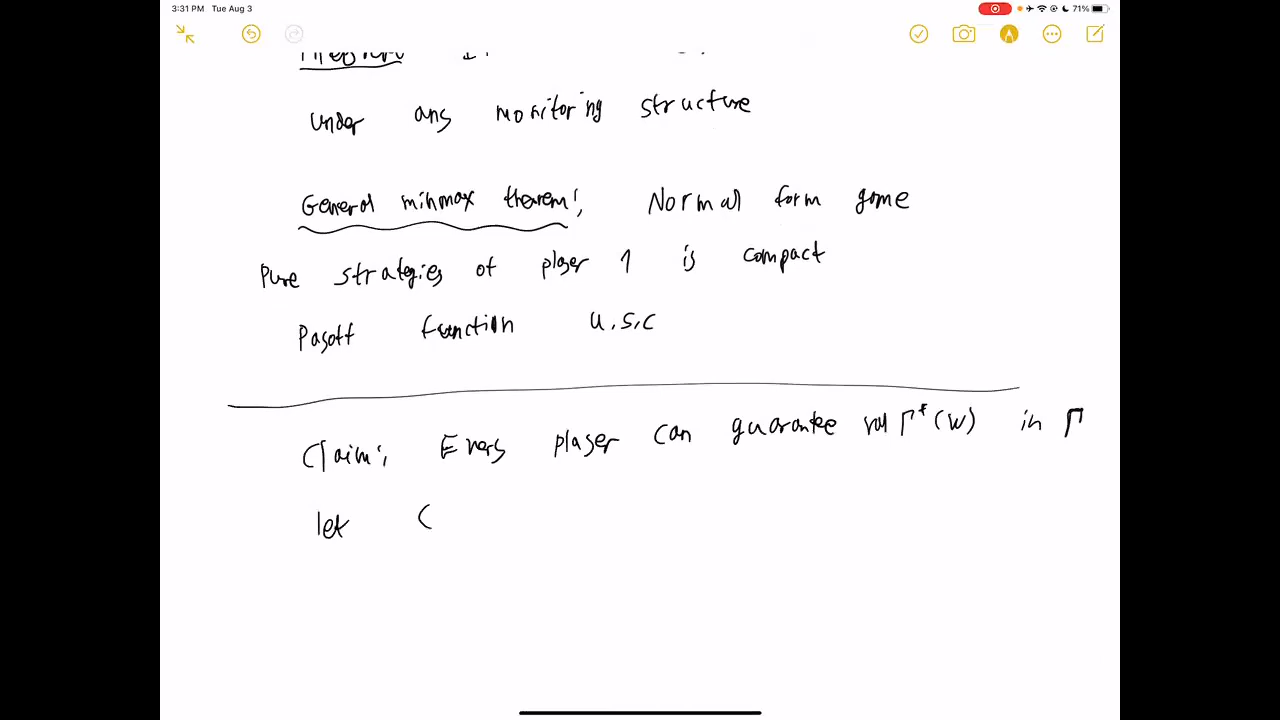 3:31 PM Tue Aug 3 71%
under any monitoring structure
General minmax theorem: Normal form game
Pure strategies of player 1 is compact
Payoff function u.s.c
Claim: Every player can guarantee val Γ*(W) in Γ
let (